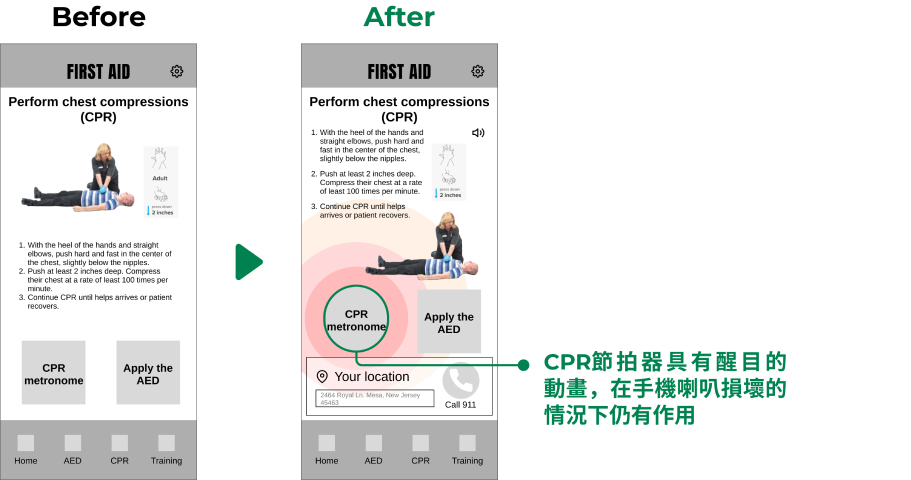 Before
After
FIRST AID
Perform chest compressions
(CPR)
Adult
press down
2 inches
1. With the heel of the hands and straight
elbows, push hard and fast in the center of
the chest, slightly below the nipples.
2. Push at least 2 inches deep. Compress
their chest at a rate of least 100 times per
minute.
3. Continue CPR until helps arrives or patient
recovers.
CPR
metronome
Apply the
AED
Home
AED
CPR
Training
FIRST AID
Perform chest compressions
(CPR)
1. With the heel of the hands and
straight elbows, push hard and
fast in the center of the chest,
slightly below the nipples.
2. Push at least 2 inches deep.
Compress their chest at a rate
of least 100 times per minute.
3. Continue CPR until helps
arrives or patient recovers.
press down
2 inches
CPR
metronome
Apply the
AED
Your location
2464 Royal Ln. Mesa, New Jersey
#5463
Call 911
Home
AED
CPR
Training
CPR節拍器具有醒目的
動畫，在手機喇叭損壞的
情況下仍有作用